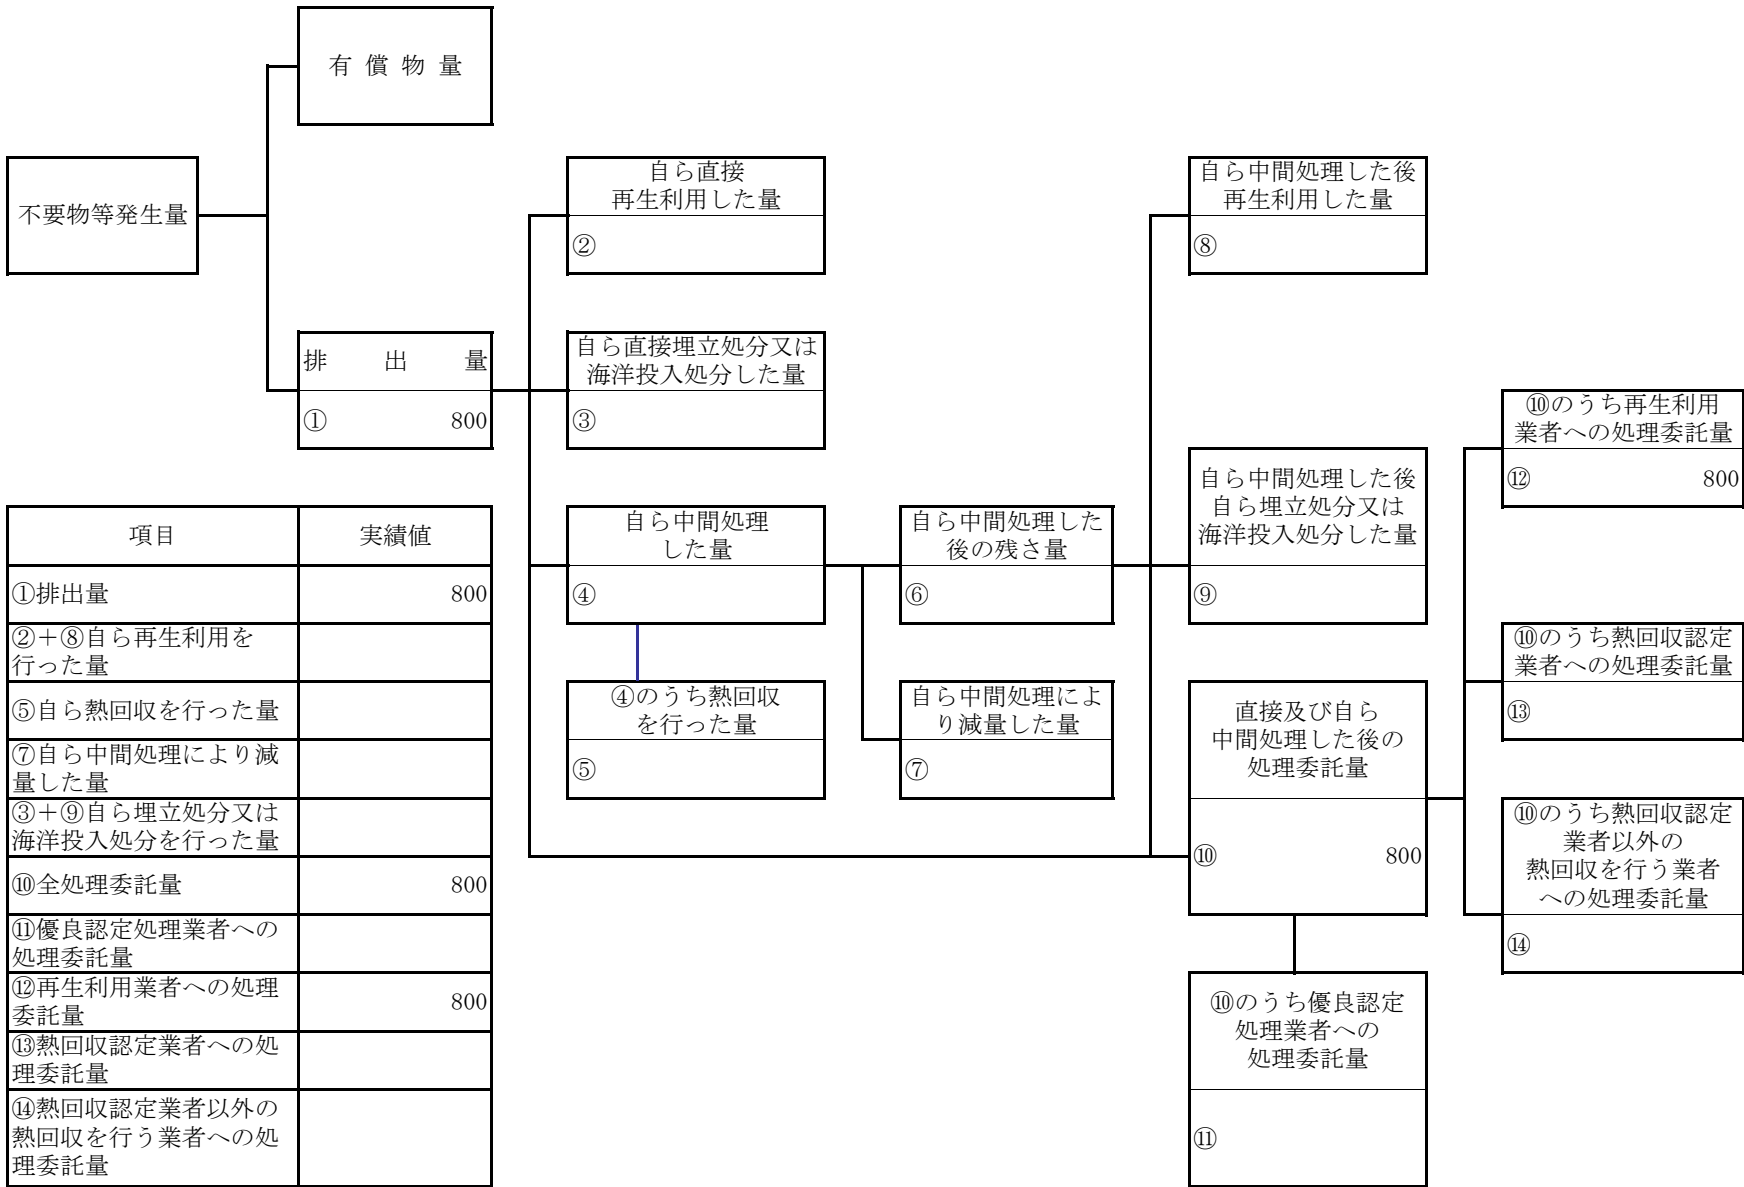 有 償 物 量
不要物等発生量
排 出 量
① 800
自ら直接
再生利用した量
②
自ら直接埋立処分又は
海洋投入処分した量
③
自ら中間処理
した量
④
④のうち熱回収
を行った量
⑤
自ら中間処理した
後の残さ量
⑥
自ら中間処理によ
り減量した量
⑦
自ら中間処理した後
再生利用した量
⑧
自ら中間処理した後
自ら埋立処分又は
海洋投入処分した量
⑨
直接及び自ら
中間処理した後の
処理委託量
⑩ 800
⑩のうち優良認定
処理業者への
処理委託量
⑪
⑩のうち再生利用
業者への処理委託量
⑫ 800
⑩のうち熱回収認定
業者への処理委託量
⑬
⑩のうち熱回収認定
業者以外の
熱回収を行う業者
への処理委託量
⑭
項目 実績値
①排出量 800
②+⑧自ら再生利用を
行った量
⑤自ら熱回収を行った量
⑦自ら中間処理により減
量した量
③+⑨自ら埋立処分又は
海洋投入処分を行った量
⑩全処理委託量 800
⑪優良認定処理業者への
処理委託量
⑫再生利用業者への処理
委託量 800
⑬熱回収認定業者への処
理委託量
⑭熱回収認定業者以外の
熱回収を行う業者への処
理委託量